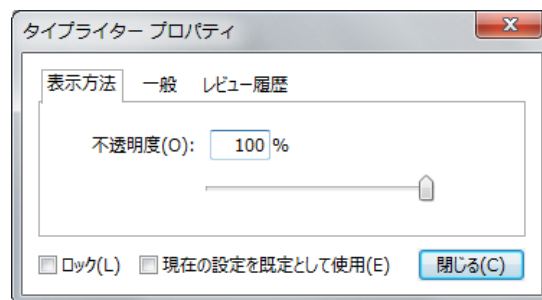 タイプライター プロパティ
表示方法 一般 レビュー履歴
不透明度(O): 100 %
ロック(L) 現在の設定を既定として使用(E) 閉じる(C)